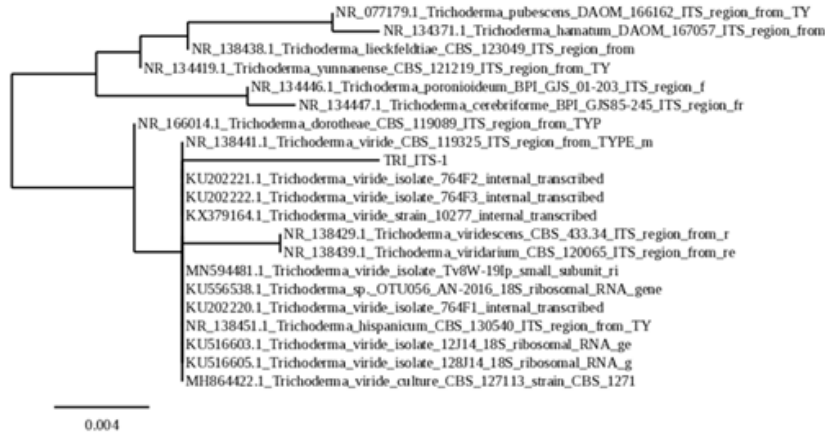 NR_077179.1_Trichoderma_pubescens_DAOM_166162_ITS_region_from_TY
NR_134371.1_Trichoderma_hamatum_DAOM_167057_ITS_region_from
NR_138438.1_Trichoderma_lieckfeldtiae_CBS_123049_ITS_region_from
NR_134419.1_Trichoderma_yunnanense_CBS_121219_ITS_region_from_TY
NR_134446.1_Trichoderma_poronioideum_BPI_GJS_01-203_ITS_region_f
NR_134447.1_Trichoderma_cerebriforme_BPI_GJS85-245_ITS_region_fr
NR_166014.1_Trichoderma_dorotheae_CBS_119089_ITS_region_from_TYP
NR_138441.1_Trichoderma_viride_CBS_119325_ITS_region_from_TYPE_m
TRI_ITS-1
KU202221.1_Trichoderma_viride_isolate_764F2_internal_transcribed
KU202222.1_Trichoderma_viride_isolate_764F3_internal_transcribed
KX379164.1_Trichoderma_viride_strain_10277_internal_transcribed
NR_138429.1_Trichoderma_viridescens_CBS_433.34_ITS_region_from_r
NR_138439.1_Trichoderma_viridarium_CBS_120065_ITS_region_from_re
MN594481.1_Trichoderma_viride_isolate_Tv8W-19Ip_small_subunit_ri
KU556538.1_Trichoderma_sp._OTU056_AN-2016_18S_ribosomal_RNA_gene
KU202220.1_Trichoderma_viride_isolate_764F1_internal_transcribed
NR_138451.1_Trichoderma_hispanicum_CBS_130540_ITS_region_from_TY
KU516603.1_Trichoderma_viride_isolate_12J14_18S_ribosomal_RNA_ge
KU516605.1_Trichoderma_viride_isolate_128J14_18S_ribosomal_RNA_g
MH864422.1_Trichoderma_viride_culture_CBS_127113_strain_CBS_1271
0.004